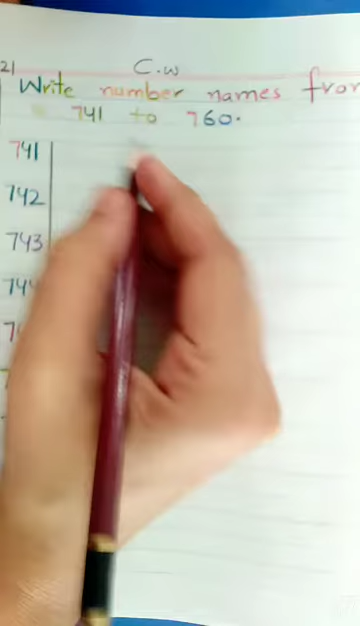 21
C.W
Write number names from
741 to 760.
741
742
743